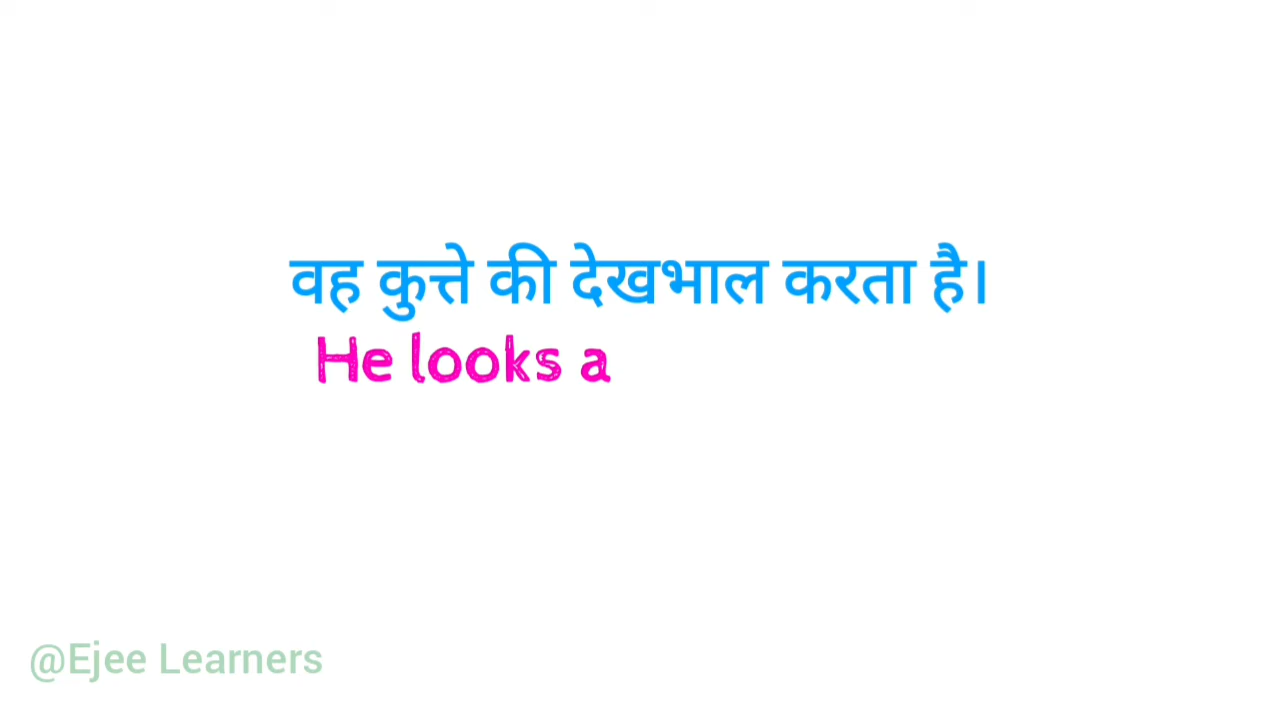 वह कुत्ते की देखभाल करता है।
He looks a
@Ejee Learners